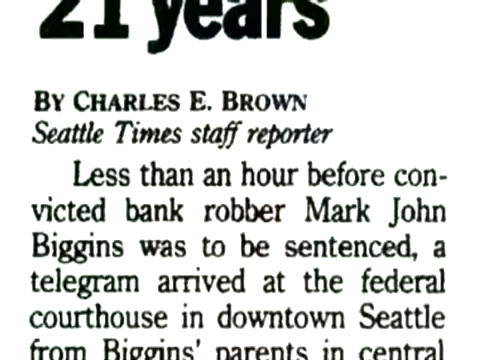 21 years
BY CHARLES E. BROWN
Seattle Times staff reporter
Less than an hour before con-
victed bank robber Mark John
Biggins was to be sentenced, a
telegram arrived at the federal
courthouse in downtown Seattle
from Biggins' parents in central